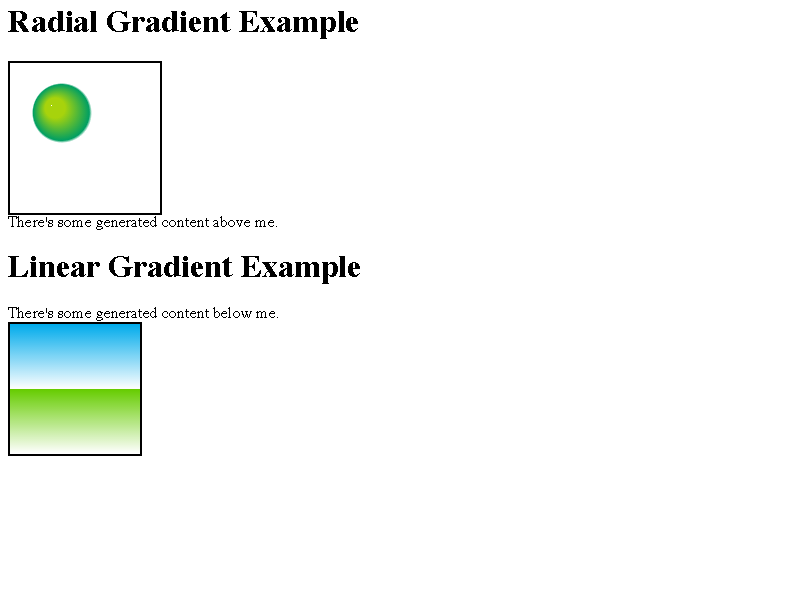 Radial Gradient Example
There's some generated content above me.
Linear Gradient Example
There's some generated content below me.